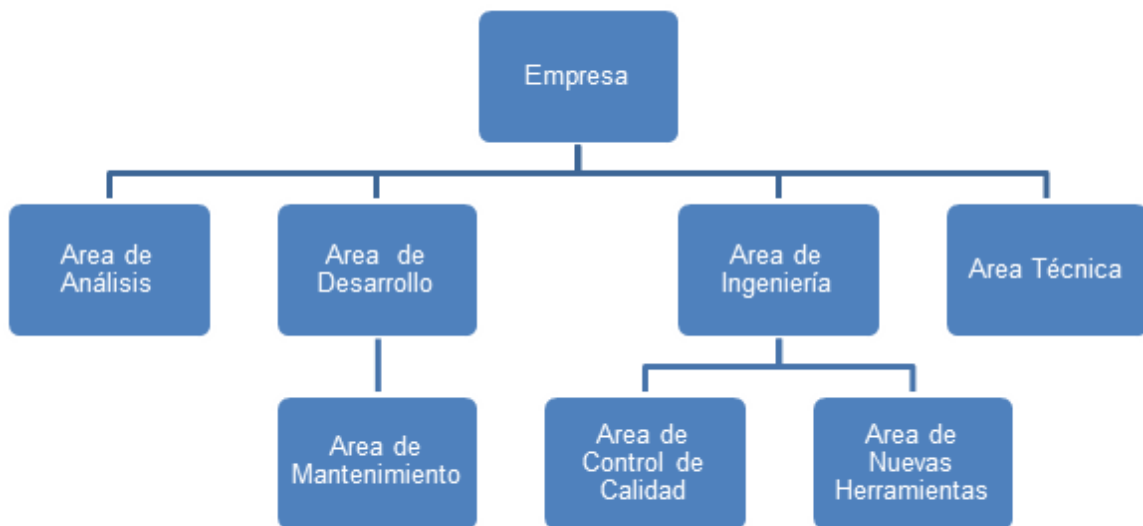 Empresa
Area de
Análisis
Area de
Desarrollo
Area de
Ingeniería
Area Técnica
Area de
Mantenimiento
Area de
Control de
Calidad
Area de
Nuevas
Herramientas